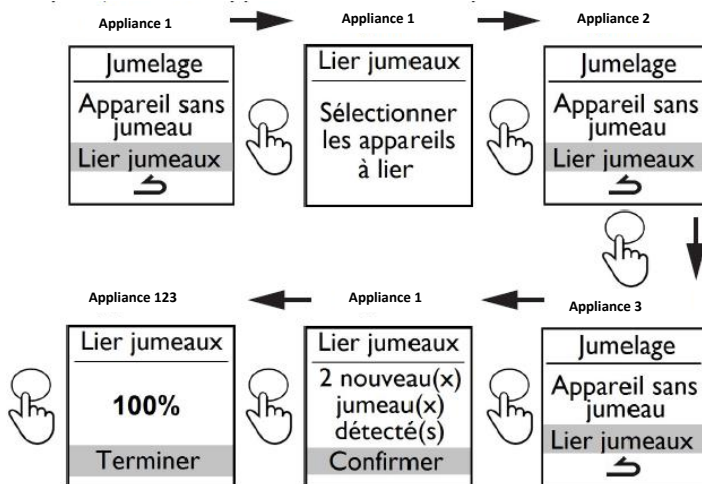 Appliance 1
Jumelage
Appareil sans
jumeau
Lier jumeaux
Appliance 1
Lier jumeaux
Sélectionner
les appareils
à lier
Appliance 2
Jumelage
Appareil sans
jumeau
Lier jumeaux
Appliance 3
Jumelage
Appareil sans
jumeau
Lier jumeaux
Appliance 1
Lier jumeaux
2 nouveau(x)
jumeau(x)
détecté(s)
Confirmer
Appliance 123
Lier jumeaux
100%
Terminer